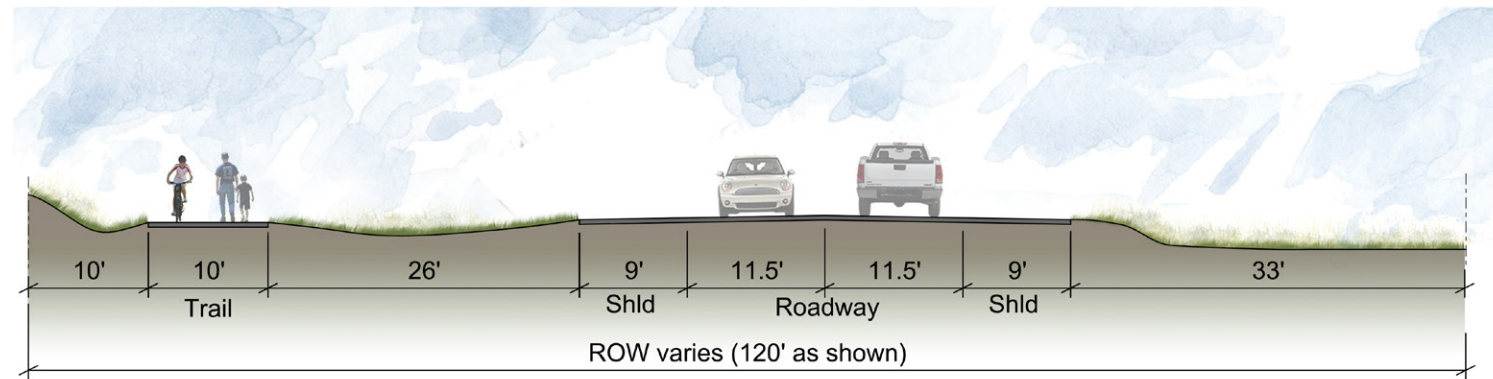 10' 10' 26' 9' 11.5' 11.5' 9' 33'
Trail Shld Roadway Shld
ROW varies (120' as shown)